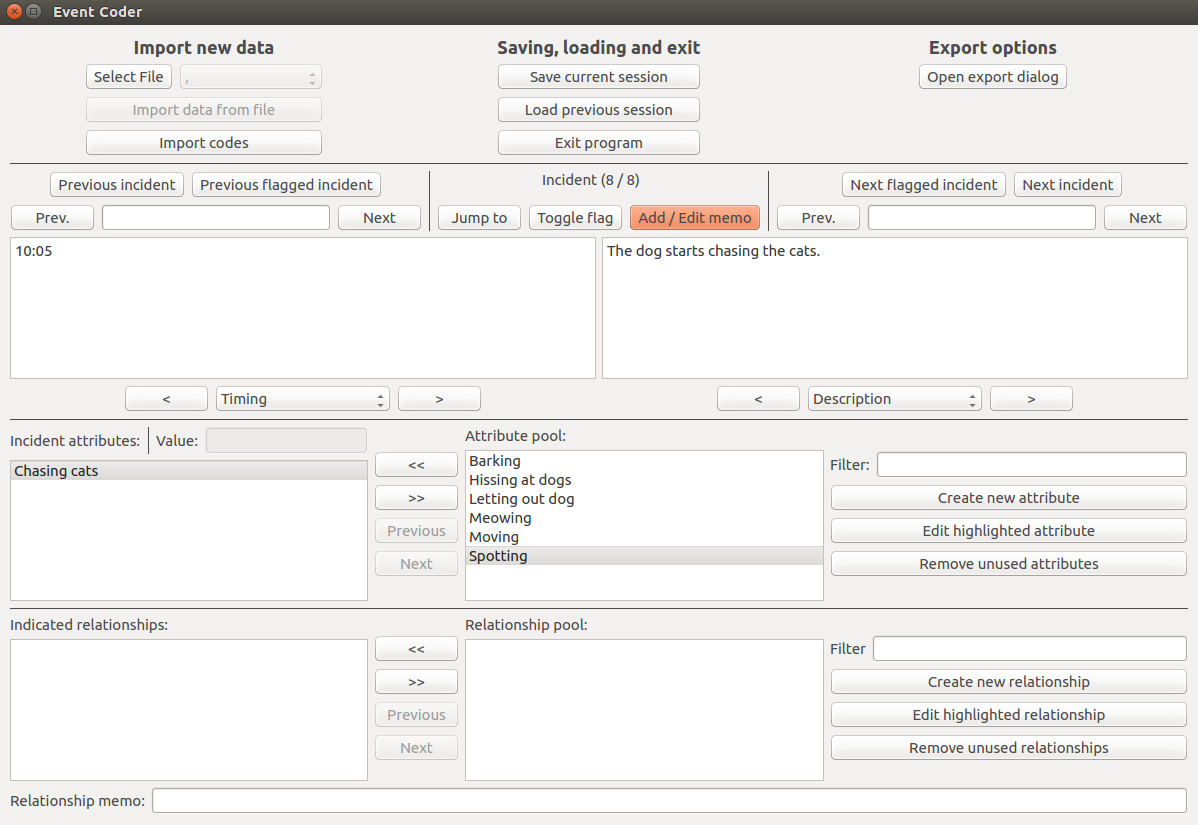 Event Coder
Import new data
Saving, loading and exit
Export options
Select File
,
Save current session
Open export dialog
Import data from file
Load previous session
Import codes
Exit program
Previous incident
Previous flagged incident
Incident (8 / 8)
Next flagged incident
Next incident
Prev.
Next
Jump to
Toggle flag
Add / Edit memo
Prev.
Next
10:05
The dog starts chasing the cats.
<
Timing
>
<
Description
>
Incident attributes:
Value:
Attribute pool:
Chasing cats
<<
>>
Previous
Next
Barking
Hissing at dogs
Letting out dog
Meowing
Moving
Spotting
Filter:
Create new attribute
Edit highlighted attribute
Remove unused attributes
Indicated relationships:
Relationship pool:
<<
>>
Previous
Next
Filter
Create new relationship
Edit highlighted relationship
Remove unused relationships
Relationship memo: